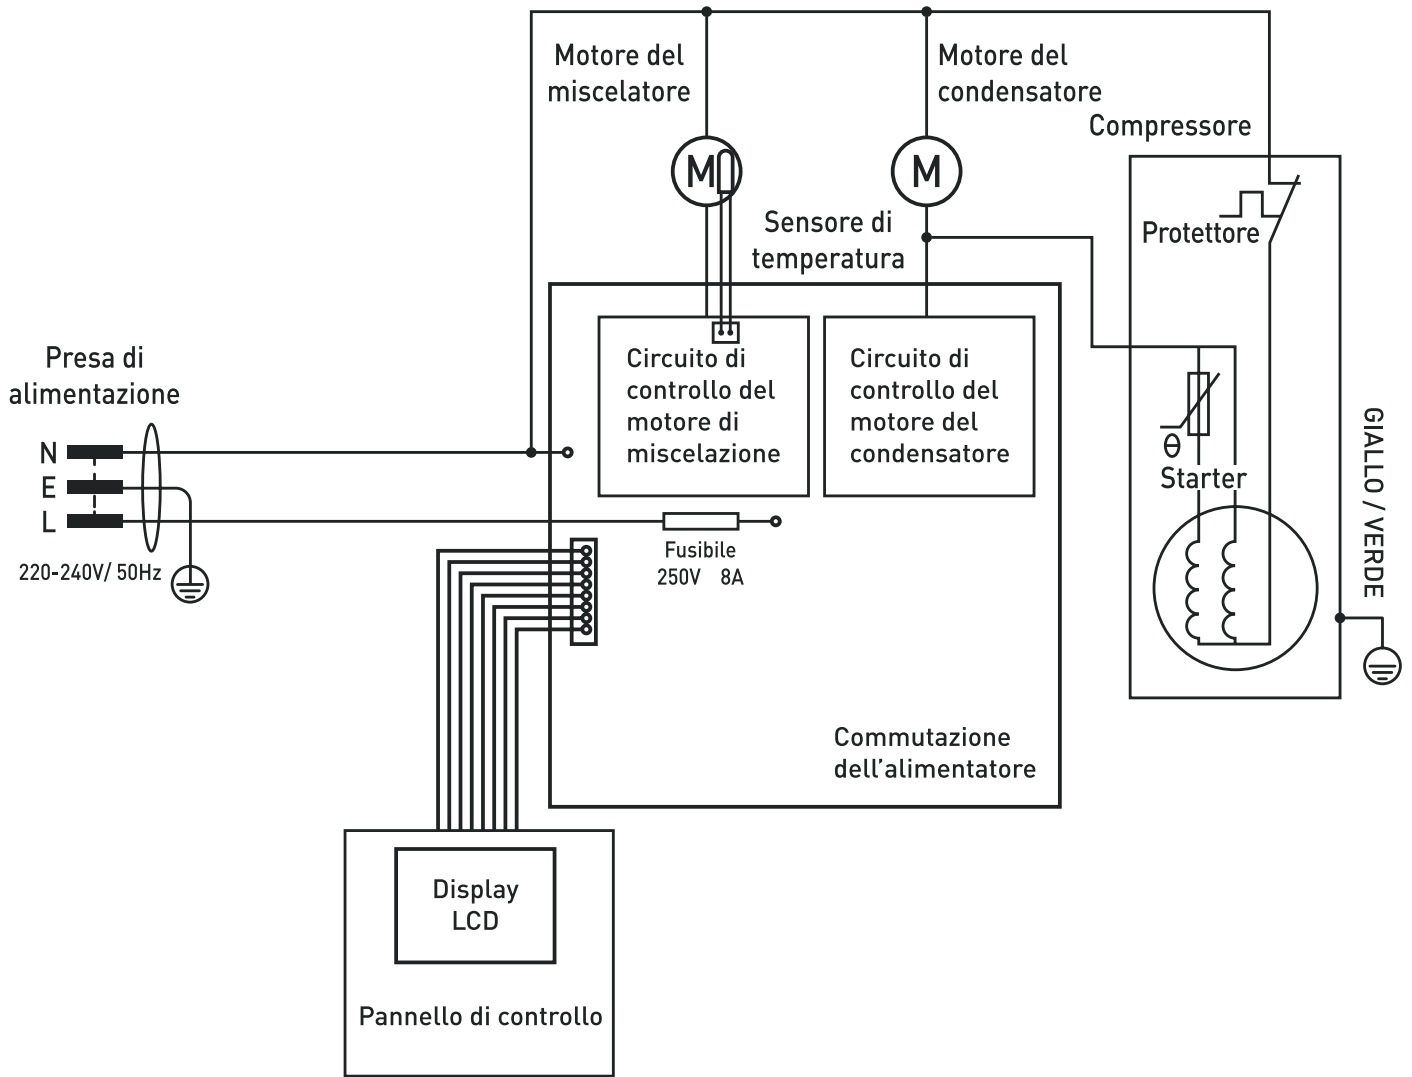 Motore del
miscelatore
Motore del
condensatore
Compressore
M
M
Sensore di
temperatura
Protettore
Presa di
alimentazione
N
E
L
220-240V/ 50Hz
Circuito di
controllo del
motore di
miscelazione
Circuito di
controllo del
motore del
condensatore
θ
Starter
GIALLO / VERDE
Fusibile
250V 8A
Commutazione
dell’alimentatore
Display
LCD
Pannello di controllo